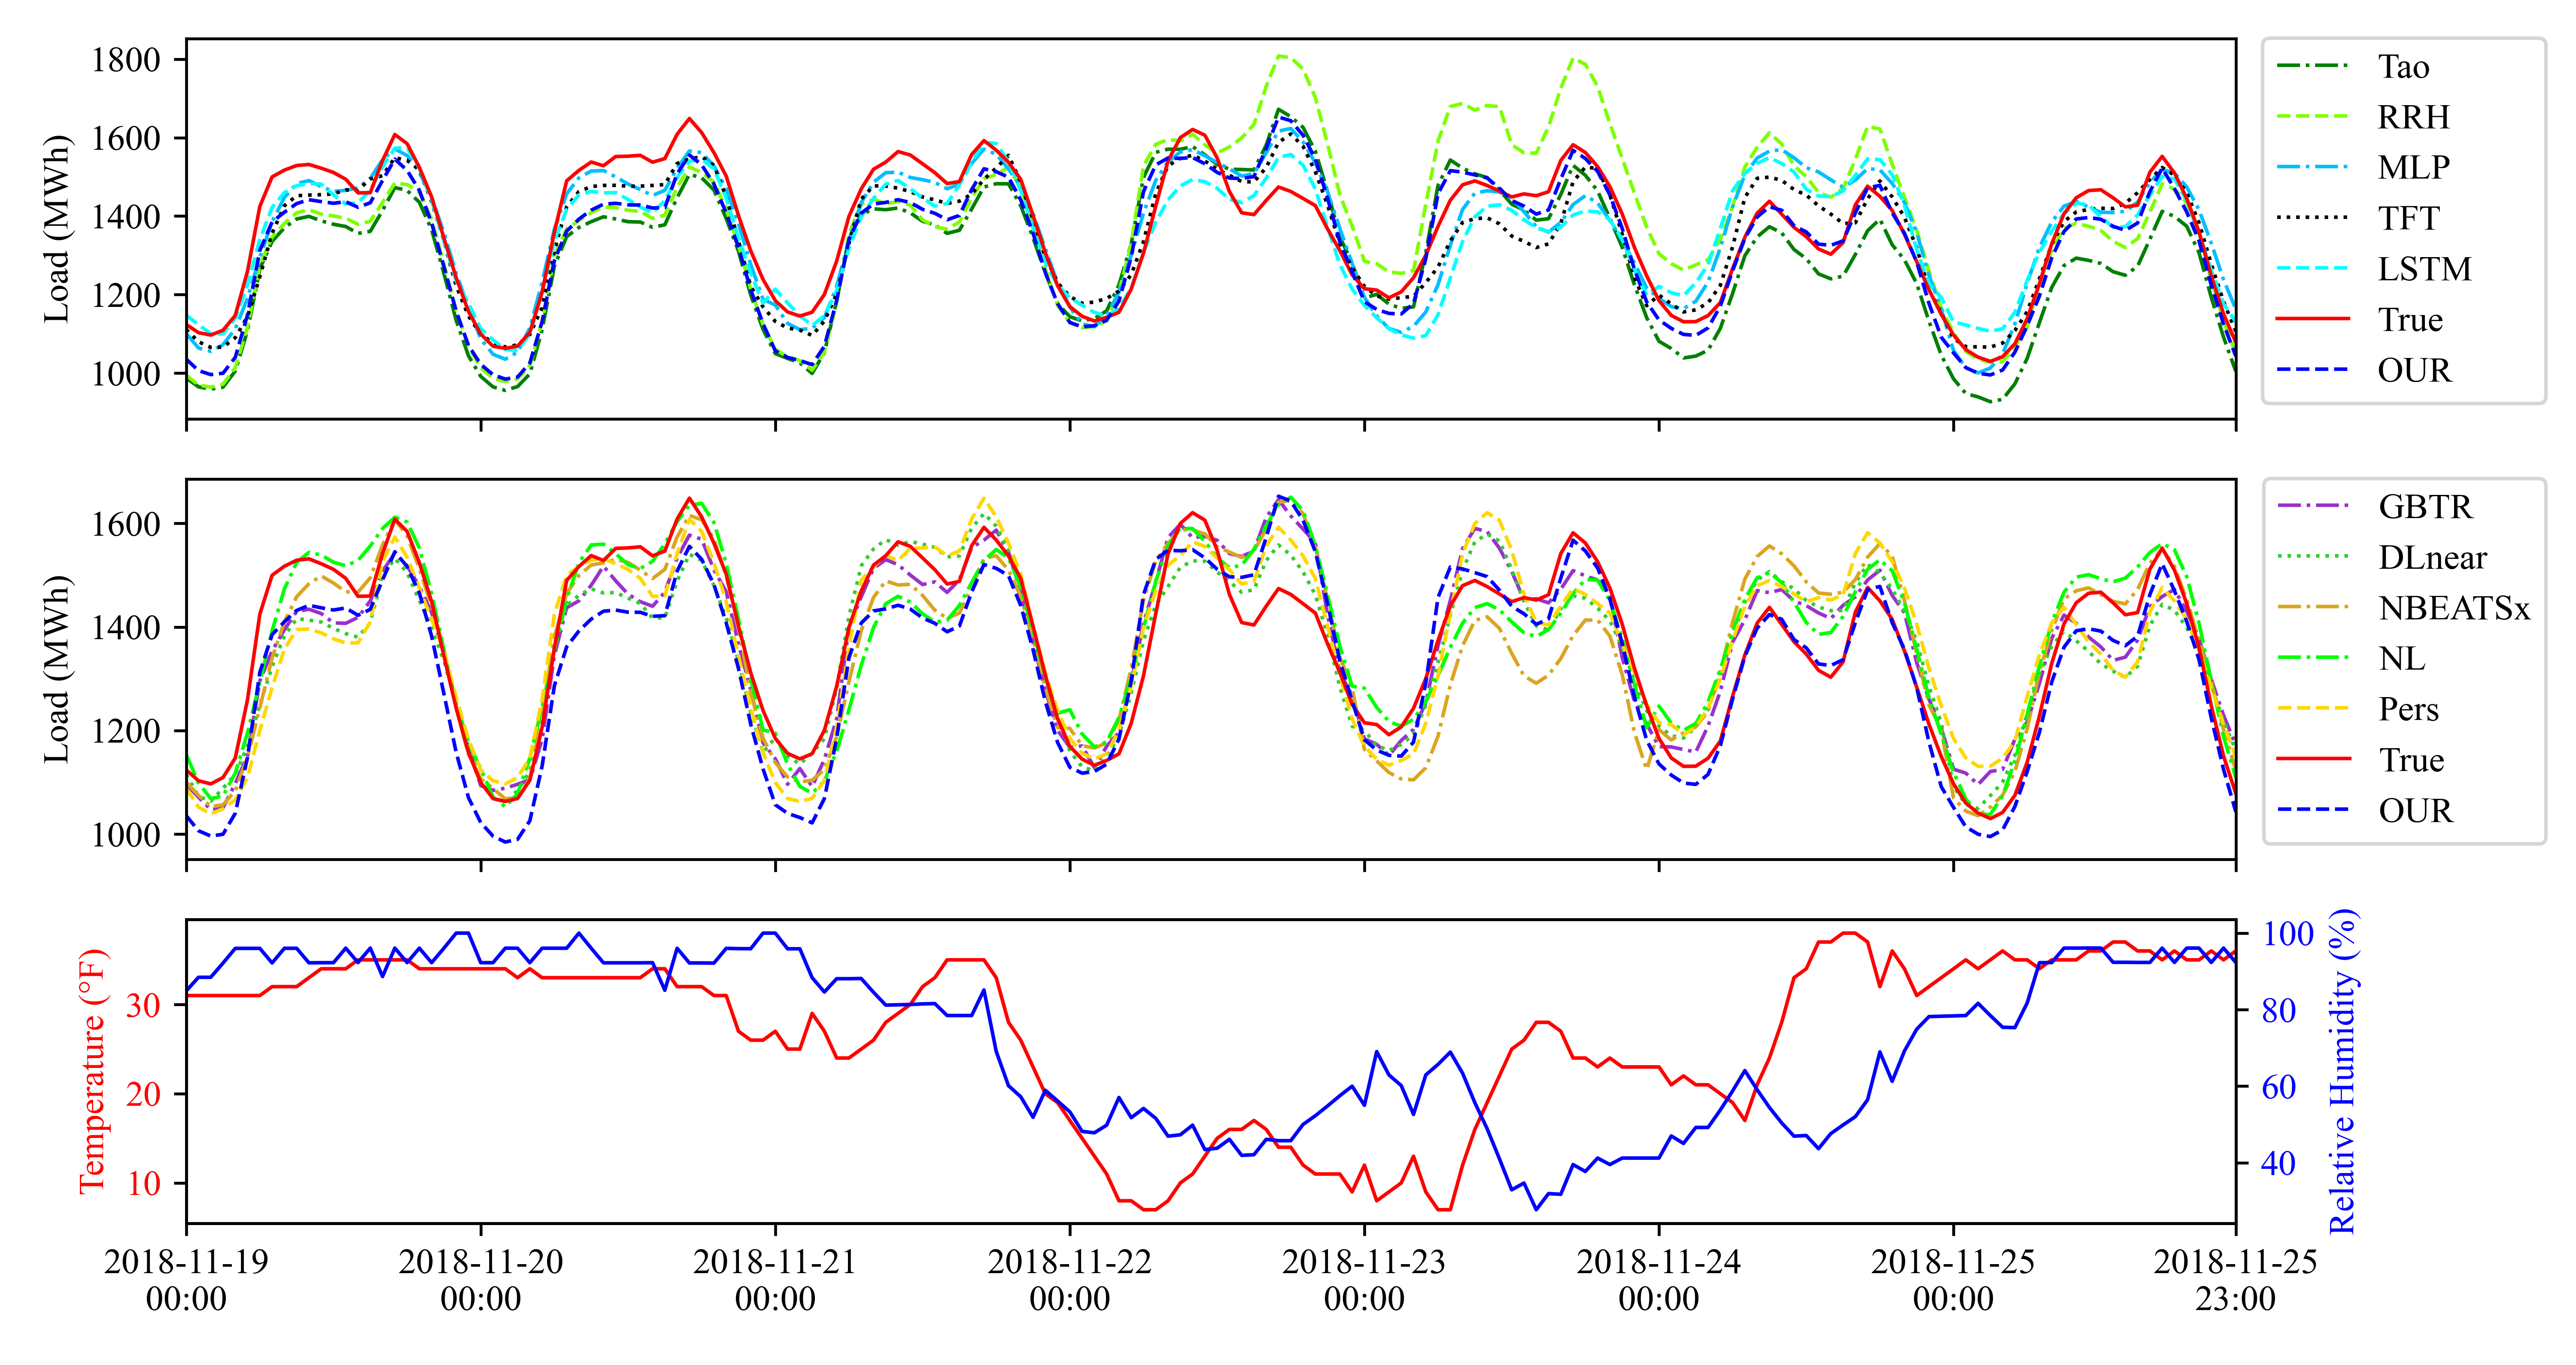 1800
1600
1400
1200
1000
Load (MWh)
Tao
RRH
MLP
TFT
LSTM
True
OUR
1600
1400
1200
1000
Load (MWh)
GBTR
DLnear
NBEATSx
NL
Pers
True
OUR
30
20
10
Temperature (°F)
100
80
60
40
Relative Humidity (%)
2018-11-19
00:00
2018-11-20
00:00
2018-11-21
00:00
2018-11-22
00:00
2018-11-23
00:00
2018-11-24
00:00
2018-11-25
00:00
2018-11-25
23:00